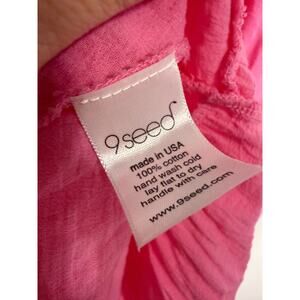 9seed
made in USA
100% cotton
hand wash cold
lay flat to dry
handle with care
www.9seed.com